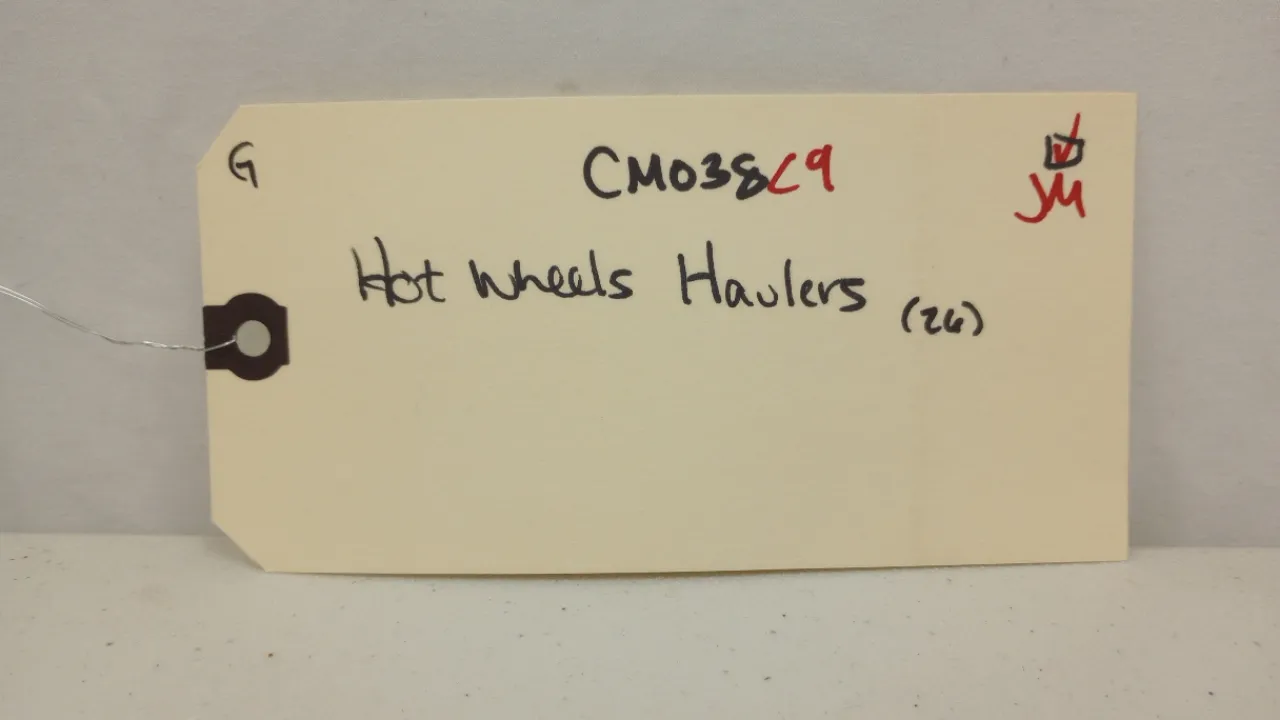 G
CM038C9
JM
Hot Wheels Haulers (26)